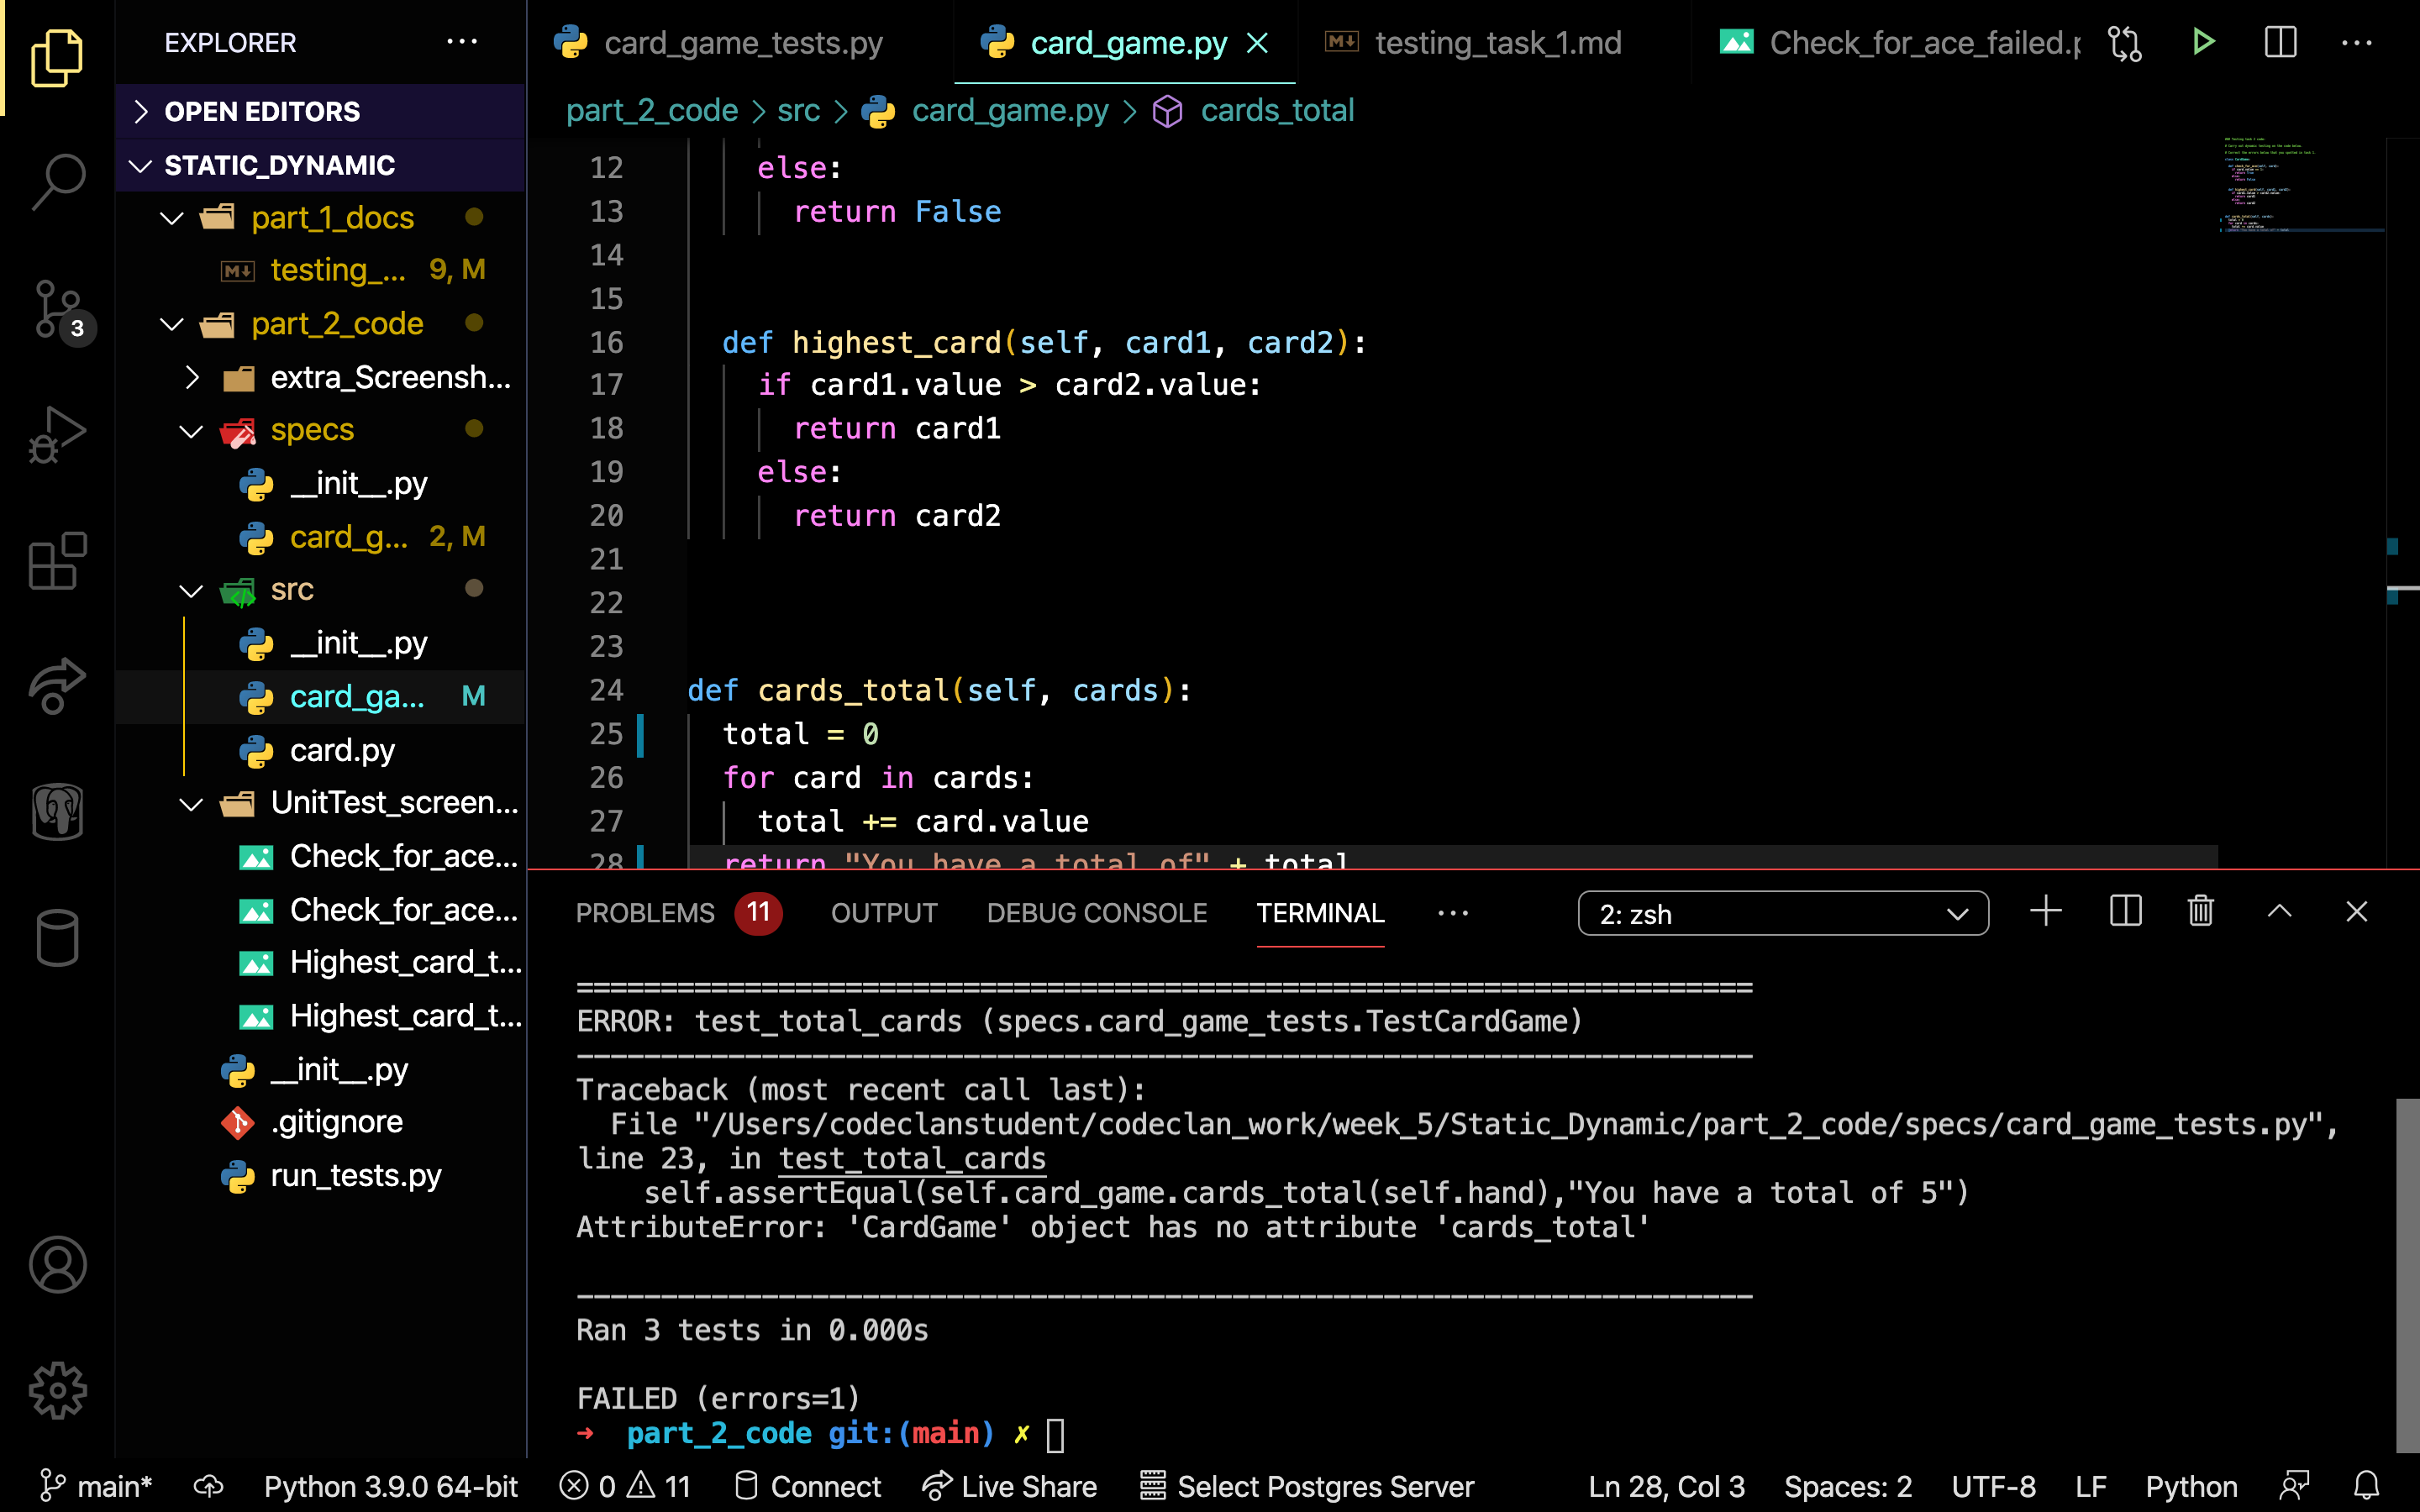 EXPLORER
OPEN EDITORS
STATIC_DYNAMIC
part_1_docs
testing_... 9, M
part_2_code
extra_Screensh...
specs
__init__.py
card_g... 2, M
src
__init__.py
card_ga... M
card.py
UnitTest_screen...
Check_for_ace...
Check_for_ace...
Highest_card_t...
Highest_card_t...
__init__.py
.gitignore
run_tests.py
3
card_game_tests.py card_game.py testing_task_1.md Check_for_ace_failed.p
part_2_code > src > card_game.py > cards_total
12 else:
13 return False
14
15
16 def highest_card(self, card1, card2):
17 if card1.value > card2.value:
18 return card1
19 else:
20 return card2
21
22
23
24 def cards_total(self, cards):
25 total = 0
26 for card in cards:
27 total += card.value
28 return "You have a total of" + total
PROBLEMS 11 OUTPUT DEBUG CONSOLE TERMINAL ... 2: zsh
======================================================================
ERROR: test_total_cards (specs.card_game_tests.TestCardGame)
----------------------------------------------------------------------
Traceback (most recent call last):
File "/Users/codeclanstudent/codeclan_work/week_5/Static_Dynamic/part_2_code/specs/card_game_tests.py",
line 23, in test_total_cards
self.assertEqual(self.card_game.cards_total(self.hand),"You have a total of 5")
AttributeError: 'CardGame' object has no attribute 'cards_total'
----------------------------------------------------------------------
Ran 3 tests in 0.000s
FAILED (errors=1)
➜ part_2_code git:(main) ✗
main* Python 3.9.0 64-bit 0 11 Connect Live Share Select Postgres Server Ln 28, Col 3 Spaces: 2 UTF-8 LF Python